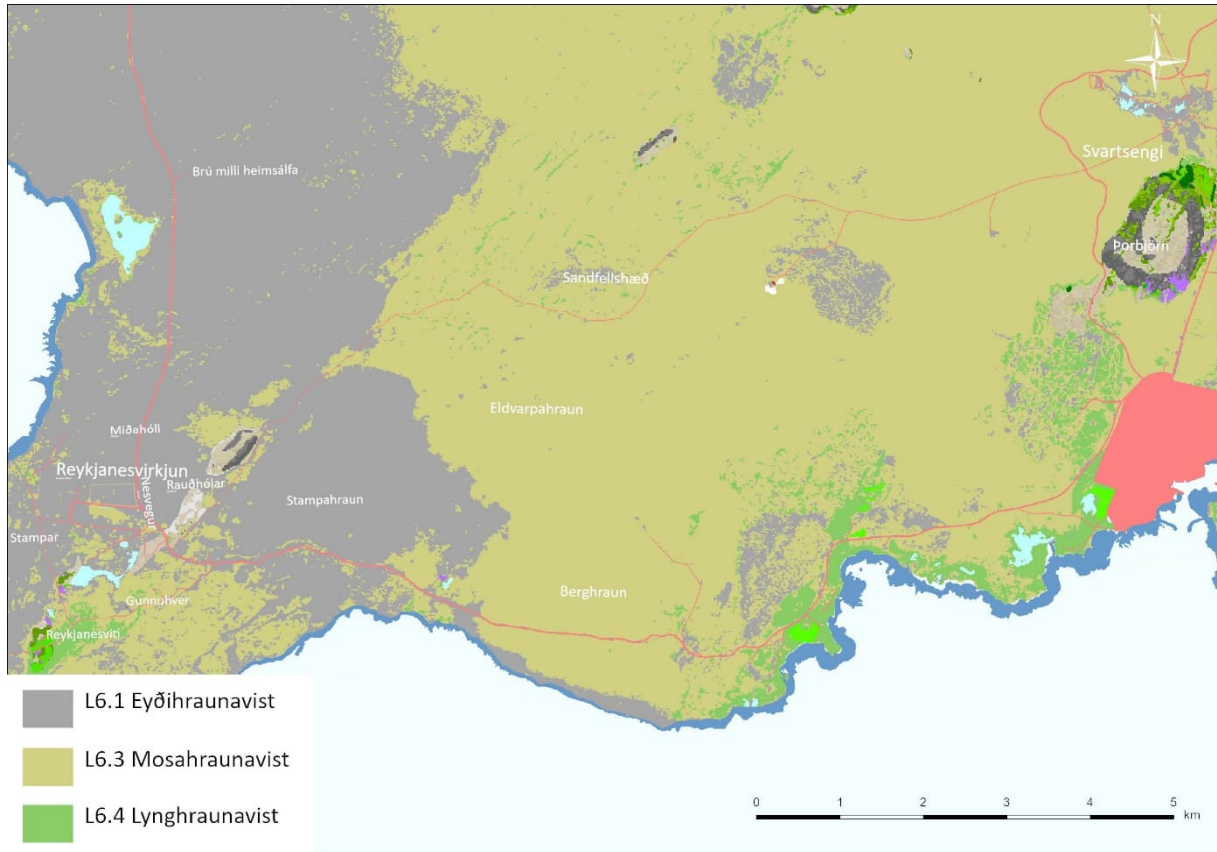 N
Svartsengi
Brú milli heimsálfa
Þorbjörn
Sandfellshæð
Eldvarpahraun
Miðahóll
Reykjanesvirkjun
Rauðhólar
Nesvegur
Stampahraun
Stampar
Berghraun
Gunnuhver
Reykjanesviti
L6.1 Eyðihraunavist
L6.3 Mosahraunavist
L6.4 Lynghraunavist
0 1 2 3 4 5
km